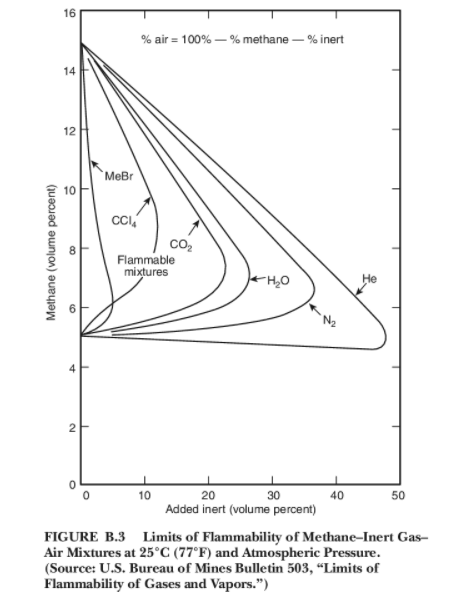 16
% air = 100% — % methane — % inert
14
12
MeBr
10
CCl4
He
CO2
8
Flammable
mixtures
H2O
N2
6
4
2
0
0 10 20 30 40 50
Methane (volume percent)
Added inert (volume percent)
FIGURE B.3 Limits of Flammability of Methane–Inert Gas–
Air Mixtures at 25°C (77°F) and Atmospheric Pressure.
(Source: U.S. Bureau of Mines Bulletin 503, “Limits of
Flammability of Gases and Vapors.”)